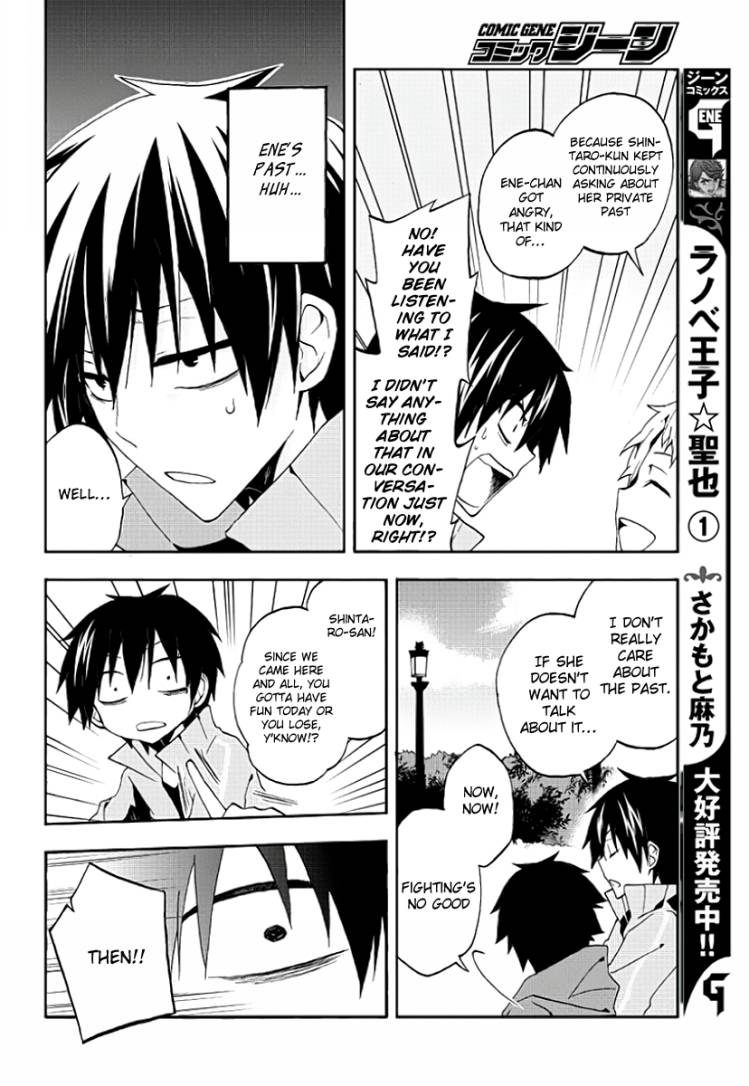 COMIC GENE
コミック ジーン
BECAUSE SHIN-
TARO-KUN KEPT
CONTINUOUSLY
ASKING ABOUT
HER PRIVATE
PAST
ENE-CHAN
GOT
ANGRY,
THAT KIND
OF...
NO!
HAVE
YOU
BEEN
LISTEN-
ING TO
WHAT I
SAID!?
I DIDN'T
SAY ANY-
THING
ABOUT
THAT IN
OUR CON-
VERSA-
TION JUST
NOW,
RIGHT!?
ENE'S
PAST...
HUH...
WELL...
I DON'T
REALLY
CARE
ABOUT
THE PAST.
IF SHE
DOESN'T
WANT TO
TALK
ABOUT IT...
NOW,
NOW!
FIGHTING'S
NO GOOD
SHINTA-
RO-SAN!
SINCE WE
CAME HERE
AND ALL, YOU
GOTTA HAVE
FUN TODAY OR
YOU LOSE,
Y'KNOW!?
THEN!!
ジーン
コミックス
GENE
ラノベ王子☆聖也①
さかもと麻乃
大好評発売中!!
G